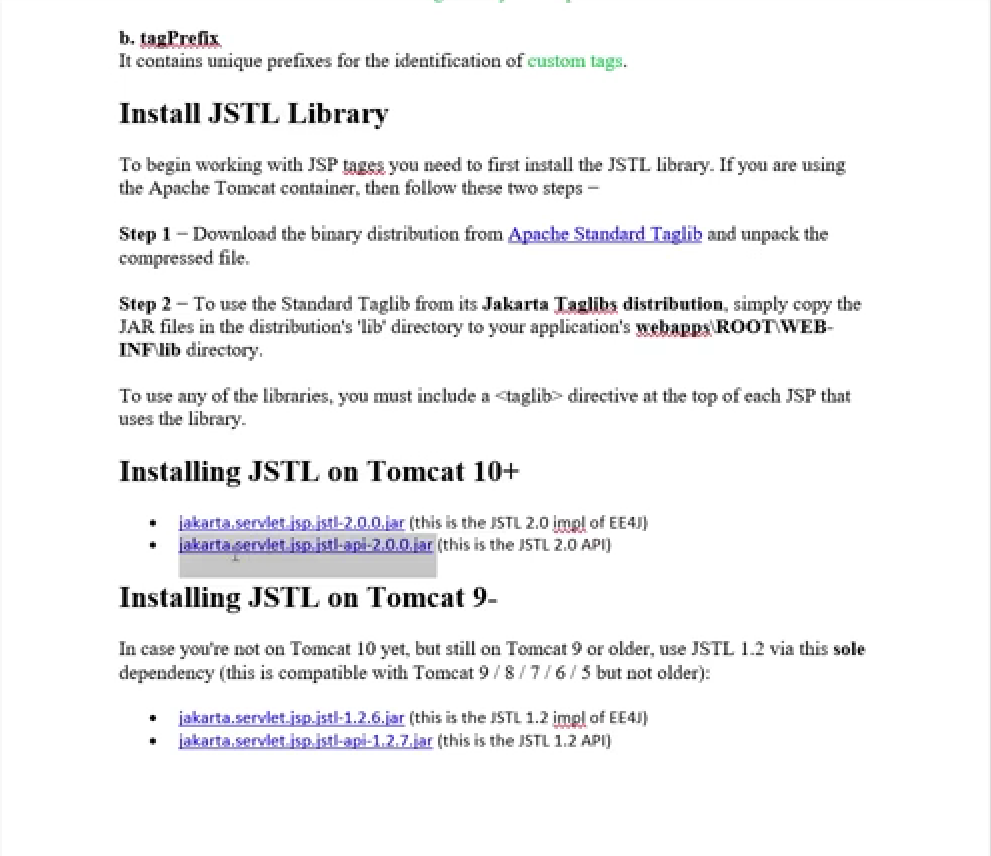 b. tagPrefix
It contains unique prefixes for the identification of custom tags.
Install JSTL Library
To begin working with JSP tages you need to first install the JSTL library. If you are using
the Apache Tomcat container, then follow these two steps −
Step 1 − Download the binary distribution from Apache Standard Taglib and unpack the
compressed file.
Step 2 − To use the Standard Taglib from its Jakarta Taglibs distribution, simply copy the
JAR files in the distribution's 'lib' directory to your application's webapps\ROOT\WEB-
INF\lib directory.
To use any of the libraries, you must include a <taglib> directive at the top of each JSP that
uses the library.
Installing JSTL on Tomcat 10+
• jakarta.servlet.jsp.jstl-2.0.0.jar (this is the JSTL 2.0 impl of EE4J)
• jakarta.servlet.jsp.jstl-api-2.0.0.jar (this is the JSTL 2.0 API)
Installing JSTL on Tomcat 9-
In case you're not on Tomcat 10 yet, but still on Tomcat 9 or older, use JSTL 1.2 via this sole
dependency (this is compatible with Tomcat 9 / 8 / 7 / 6 / 5 but not older):
• jakarta.servlet.jsp.jstl-1.2.6.jar (this is the JSTL 1.2 impl of EE4J)
• jakarta.servlet.jsp.jstl-api-1.2.7.jar (this is the JSTL 1.2 API)